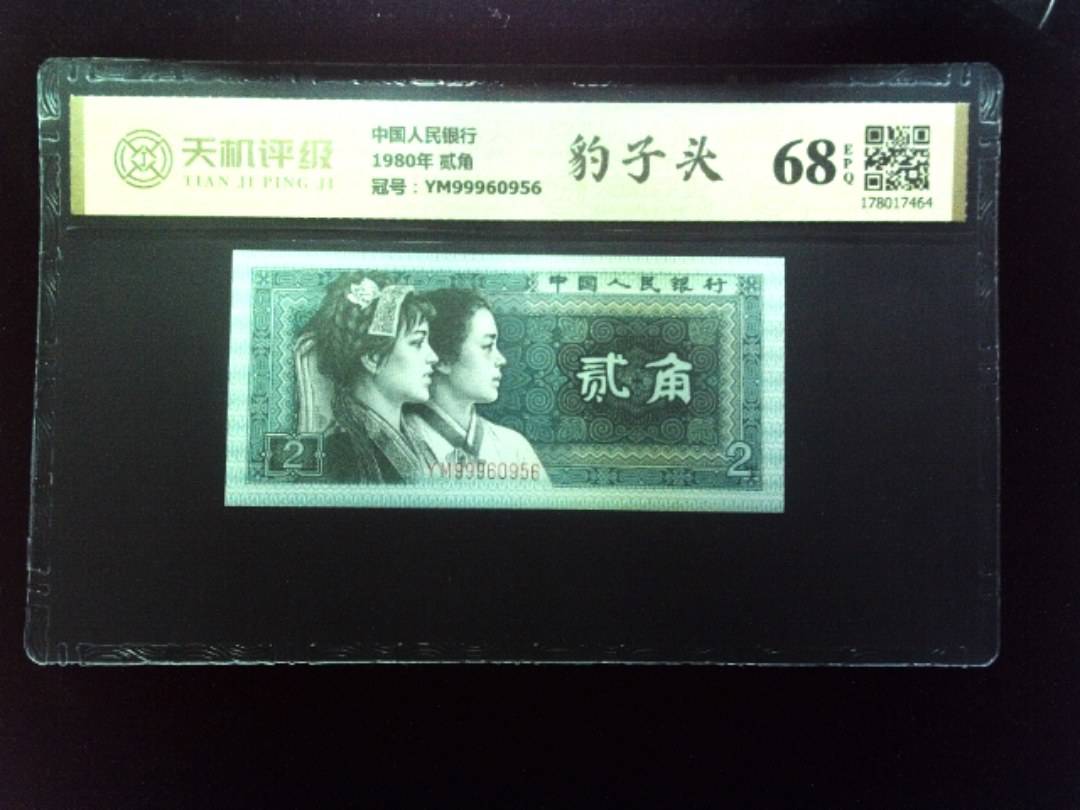 天机评级
TIAN JI PING JI
中国人民银行
1980年 贰角
冠号：YM99960956
豹子头
68
EPQ
178017464
中国人民银行
贰角
2
YM99960956
2